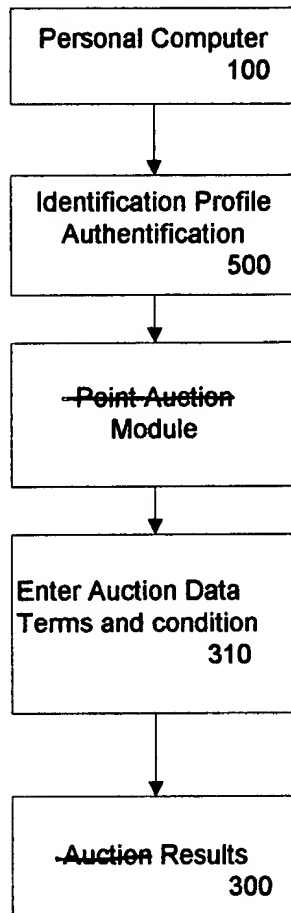 Personal Computer
100
Identification Profile
Authentification
500
Point Auction
Module
Enter Auction Data
Terms and condition
310
Auction Results
300